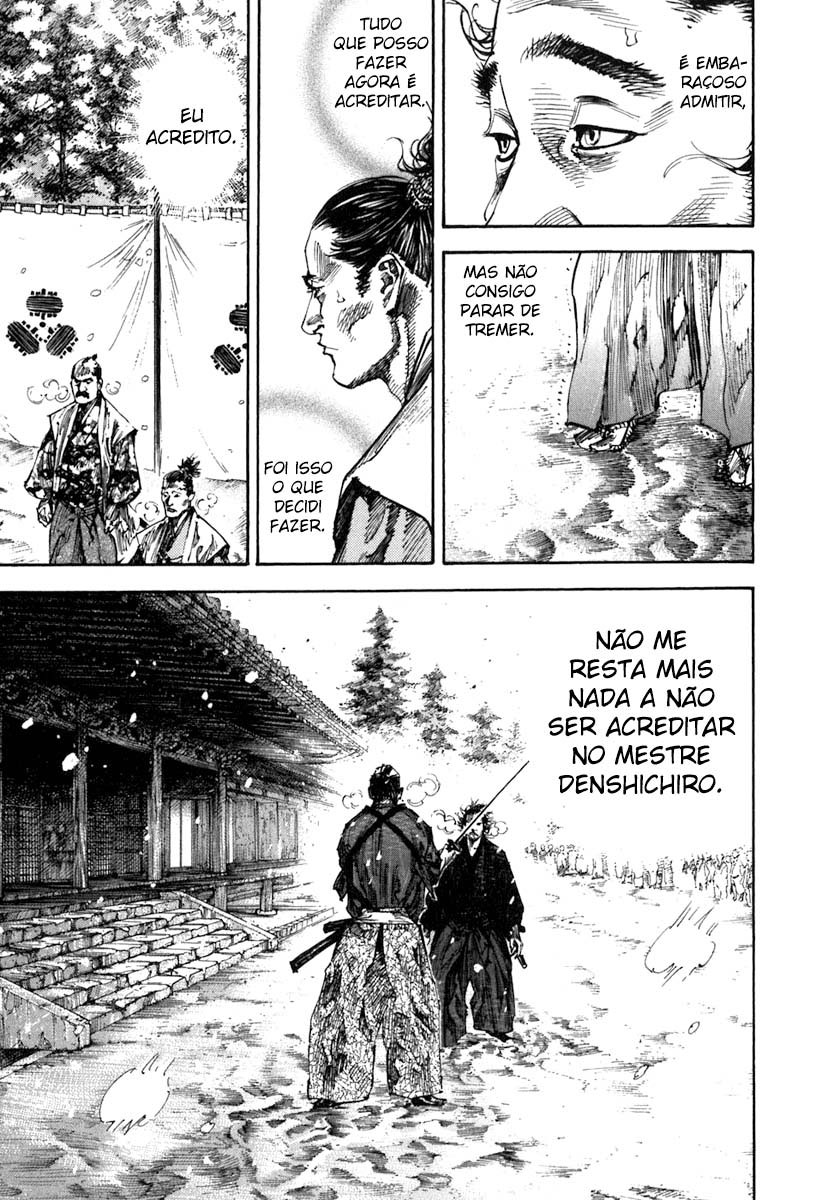 É EMBA-
RAÇOSO
ADMITIR,
MAS NÃO
CONSIGO
PARAR DE
TREMER.
TUDO
QUE POSSO
FAZER
AGORA É
ACREDITAR.
FOI ISSO
O QUE
DECIDI
FAZER.
EU
ACREDITO.
NÃO ME
RESTA MAIS
NADA A NÃO
SER ACREDITAR
NO MESTRE
DENSHICHIRO.